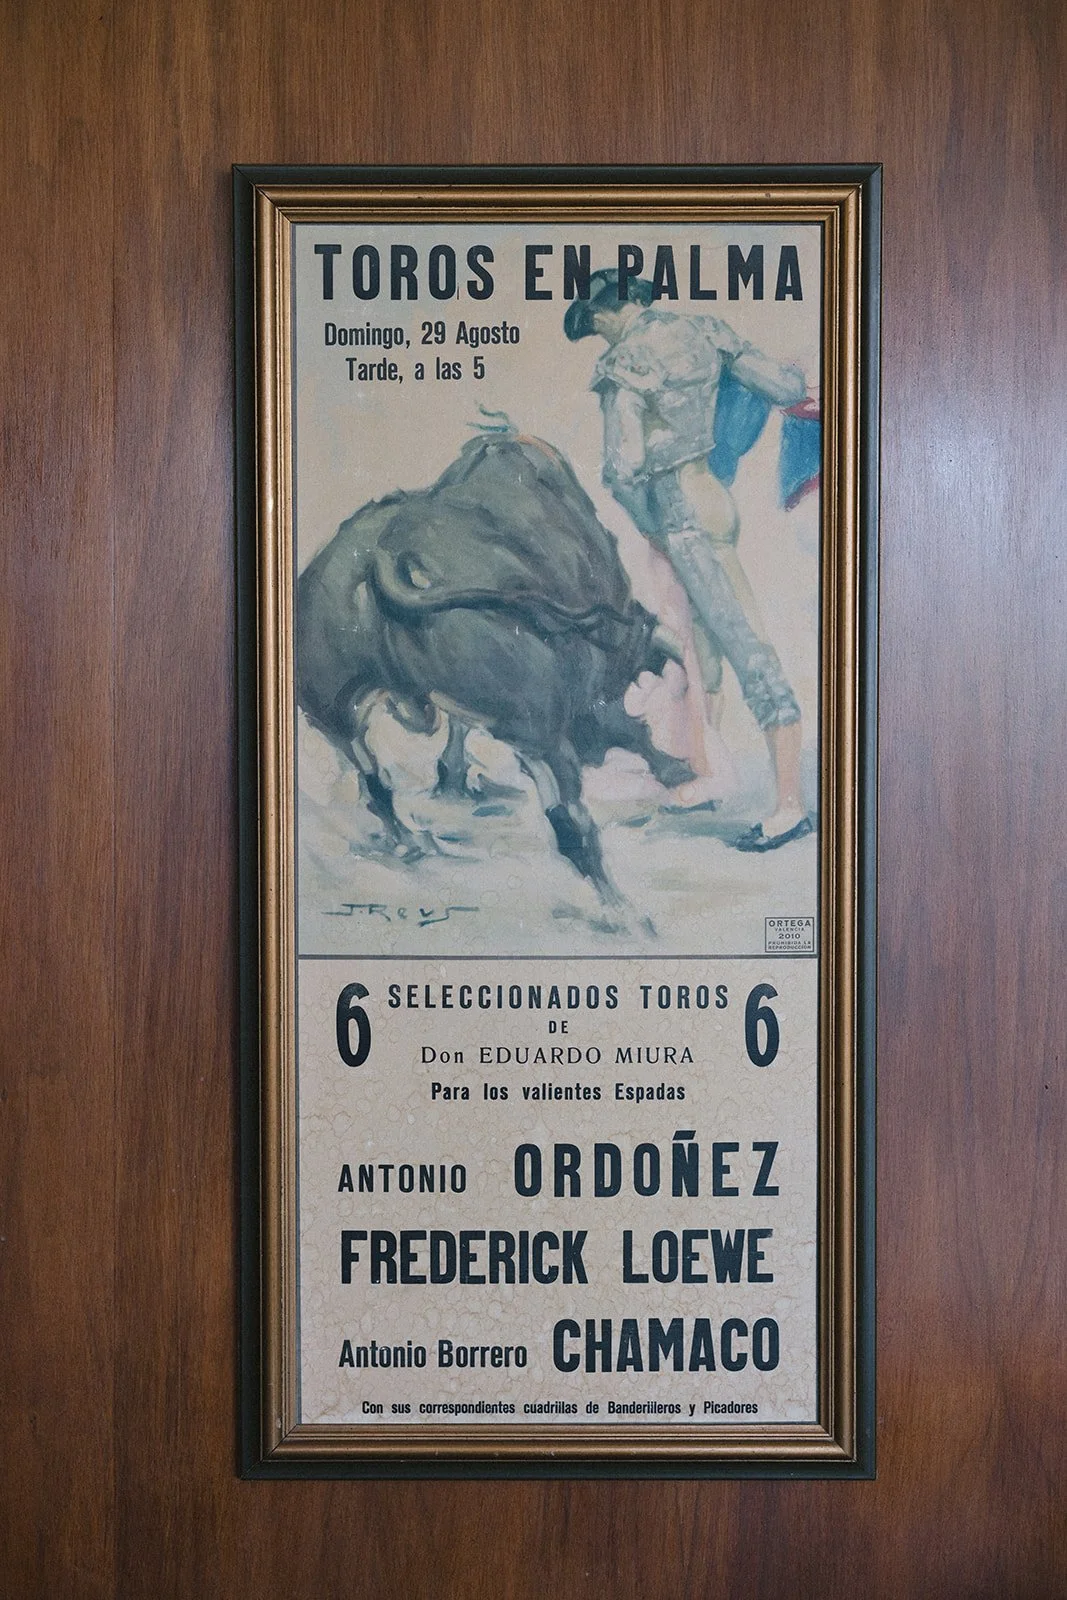 TOROS EN PALMA
Domingo, 29 Agosto
Tarde, a las 5
J. Reus
ORTEGA
VALENCIA
2010
PROHIBIDA LA
REPRODUCCIÓN
6 SELECCIONADOS TOROS 6
DE
Don EDUARDO MIURA
Para los valientes Espadas
ANTONIO ORDOÑEZ
FREDERICK LOEWE
Antonio Borrero CHAMACO
Con sus correspondientes cuadrillas de Banderilleros y Picadores